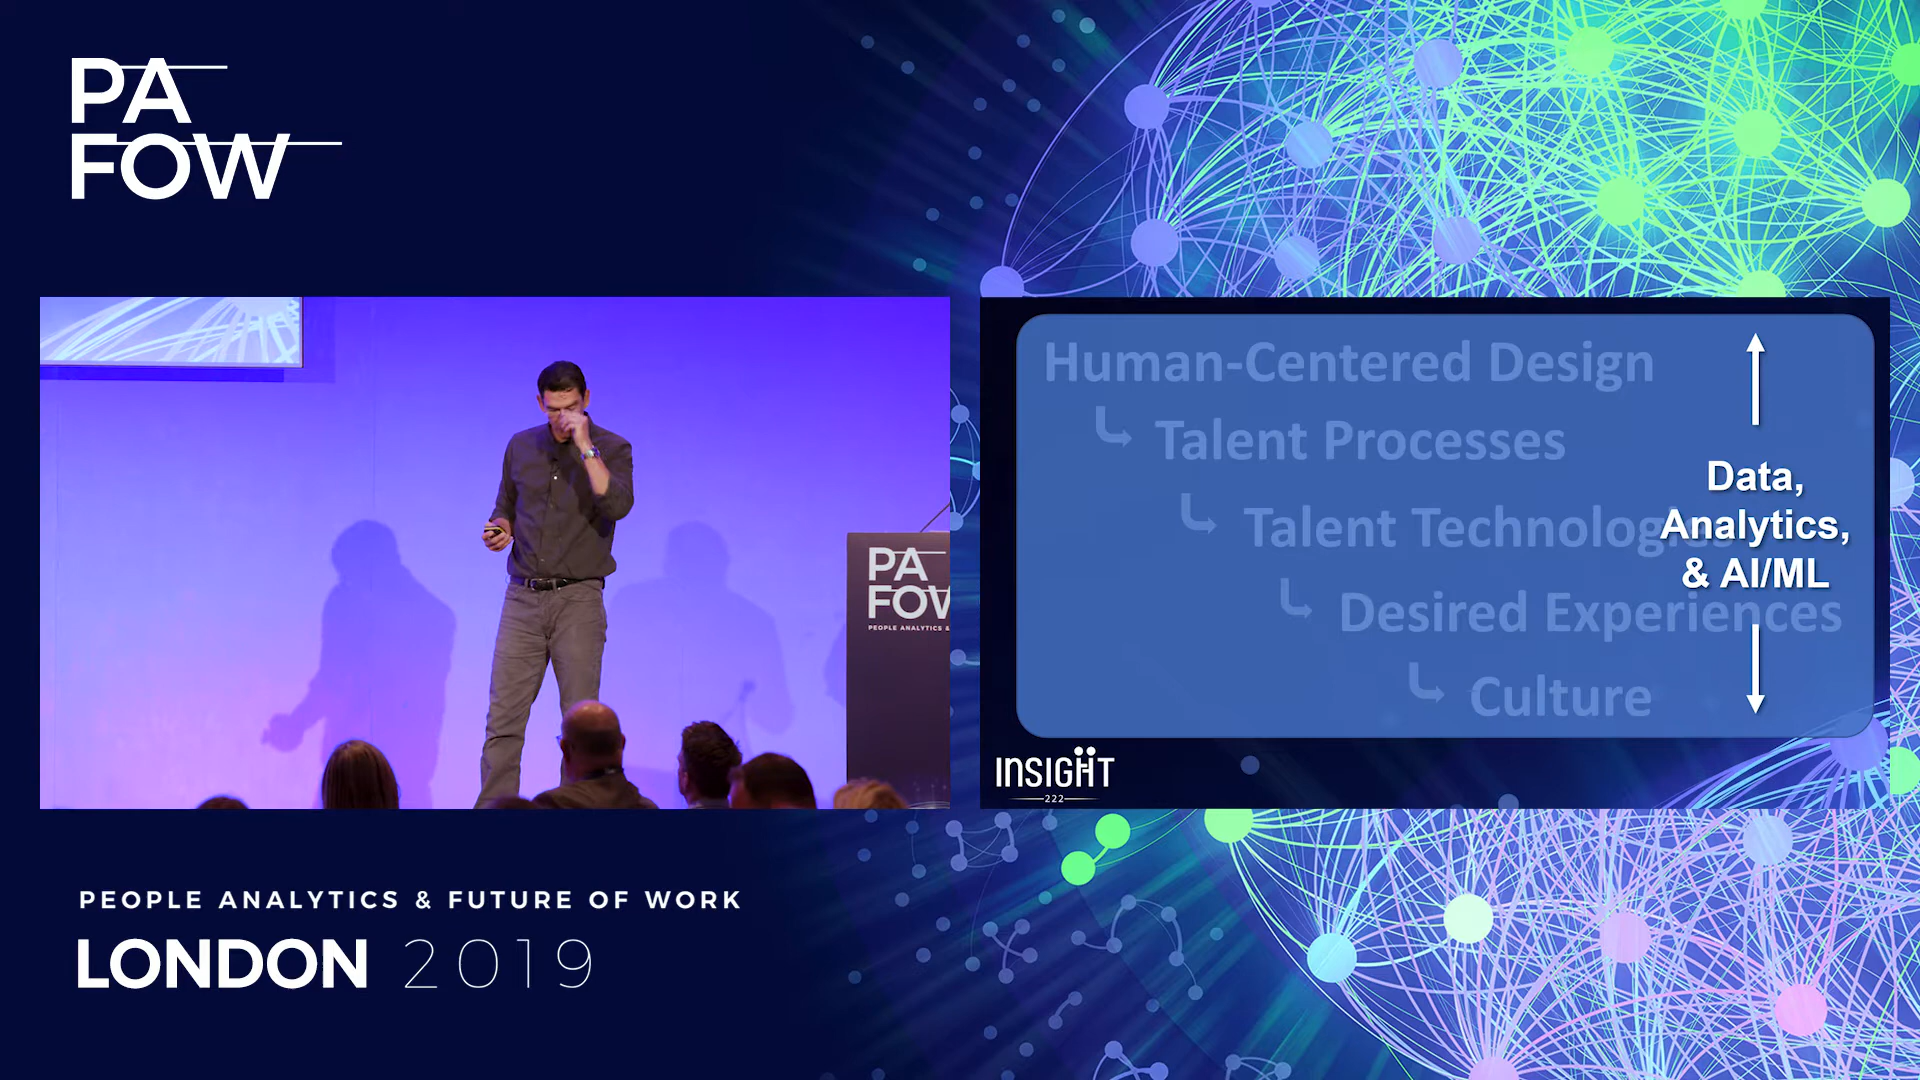 PA
FOW
PA
FOW
PEOPLE ANALYTICS &
Human-Centered Design
Talent Processes
Talent Technologies
Desired Experiences
Culture
Data,
Analytics,
& AI/ML
INSIGHT
222
PEOPLE ANALYTICS & FUTURE OF WORK
LONDON 2019